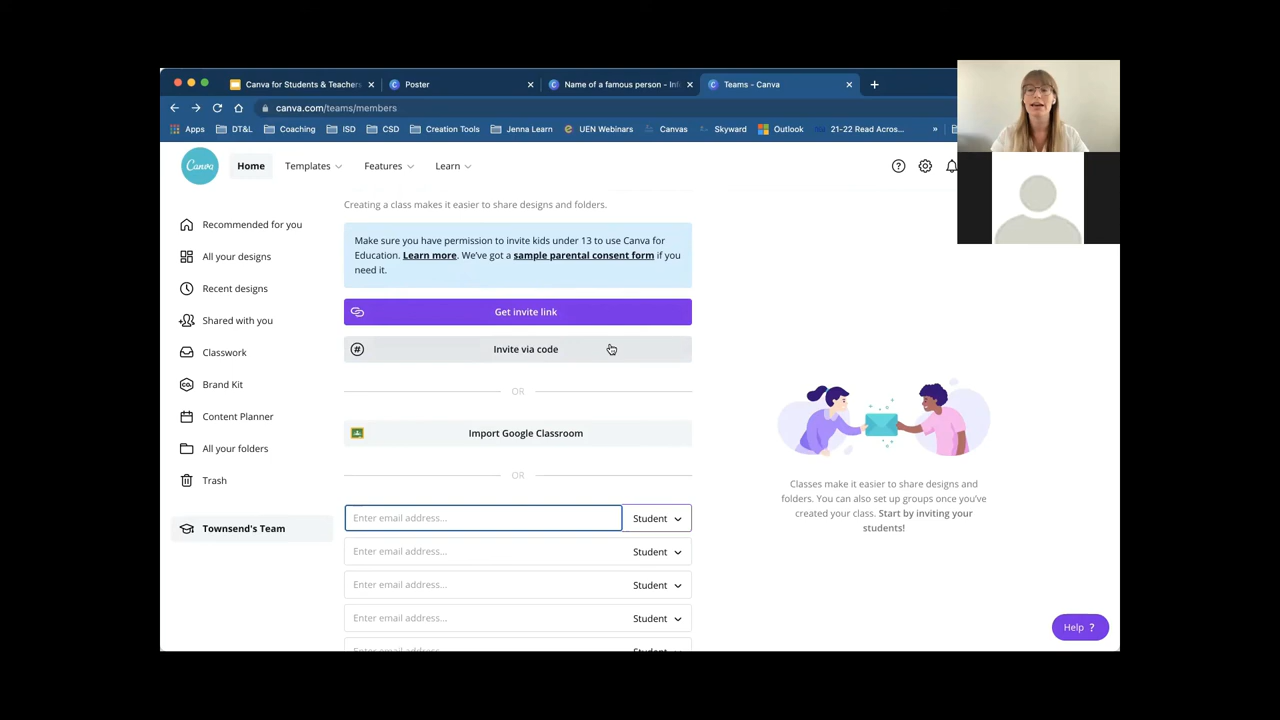 Canva for Students & Teachers
Poster
Name of a famous person - Inf
Teams - Canva
canva.com/teams/members
Apps
DT&L
Coaching
ISD
CSD
Creation Tools
Jenna Learn
UEN Webinars
Canvas
Skyward
Outlook
21-22 Read Acros...
»
Canva
Home
Templates
Features
Learn
Creating a class makes it easier to share designs and folders.
Make sure you have permission to invite kids under 13 to use Canva for
Education. Learn more. We've got a sample parental consent form if you
need it.
Get invite link
# Invite via code
OR
Import Google Classroom
OR
Enter email address... Student
Enter email address... Student
Enter email address... Student
Enter email address... Student
Student
Recommended for you
All your designs
Recent designs
Shared with you
Classwork
CO. Brand Kit
Content Planner
All your folders
Trash
Townsend's Team
Classes make it easier to share designs and
folders. You can also set up groups once you've
created your class. Start by inviting your
students!
Help ?